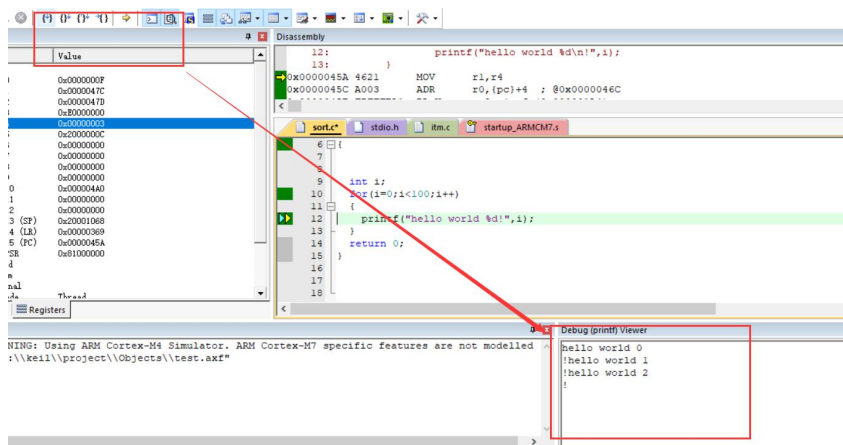 Value
0x0000000F
0x0000047C
0x0000047D
0xE0000000
0x00000003
0x2000000C
0x00000000
0x00000000
0x00000000
0x00000000
0x000004A0
0x00000000
0x00000000
3 (SP) 0x20001068
4 (LR) 0x00000369
5 (PC) 0x0000045A
PSR 0x81000000
Thread
Registers
Disassembly
12: printf("hello world %d\n!",i);
13: }
0x0000045A 4621 MOV r1,r4
0x0000045C A003 ADR r0,{pc}+4 ; @0x0000046C
sort.c* stdio.h itm.c startup_ARMCM7.s
6 {
7
8
9 int i;
10 for(i=0;i<100;i++)
11 {
12 printf("hello world %d!",i);
13 }
14 return 0;
15 }
16
17
18
NING: Using ARM Cortex-M4 Simulator. ARM Cortex-M7 specific features are not modelled
:\\keil\\project\\Objects\\test.axf"
Debug (printf) Viewer
hello world 0
!hello world 1
!hello world 2
!